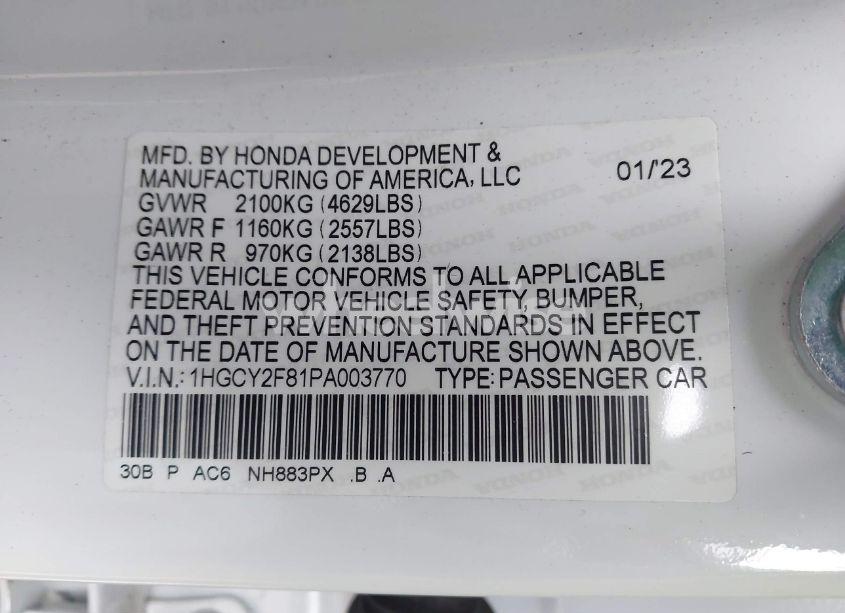 MFD. BY HONDA DEVELOPMENT &
MANUFACTURING OF AMERICA, LLC 01/'23
GVWR 2100KG (4629LBS)
GAWR F 1160KG (2557LBS)
GAWR R 970KG (2138LBS)
THIS VEHICLE CONFORMS TO ALL APPLICABLE
FEDERAL MOTOR VEHICLE SAFETY, BUMPER,
AND THEFT PREVENTION STANDARDS IN EFFECT
ON THE DATE OF MANUFACTURE SHOWN ABOVE.
V.I.N.: 1HGCY2F81PA003770 TYPE: PASSENGER CAR
30B P AC6 NH883PX .B .A